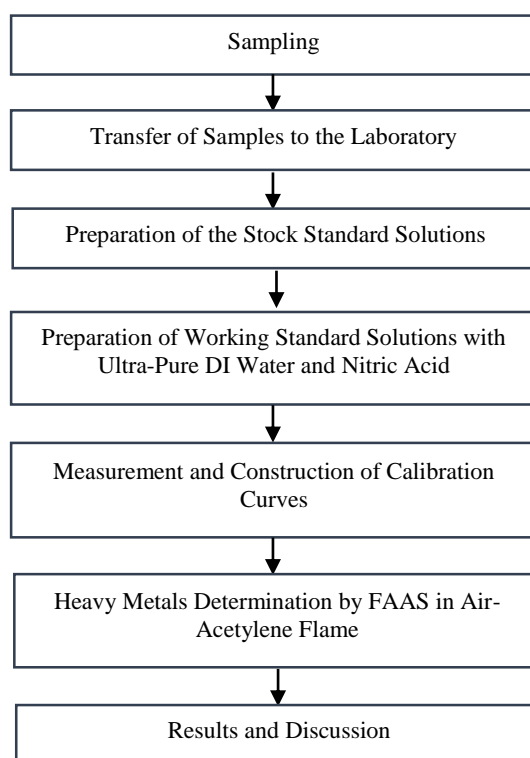 Sampling
Transfer of Samples to the Laboratory
Preparation of the Stock Standard Solutions
Preparation of Working Standard Solutions with
Ultra-Pure DI Water and Nitric Acid
Measurement and Construction of Calibration
Curves
Heavy Metals Determination by FAAS in Air-
Acetylene Flame
Results and Discussion